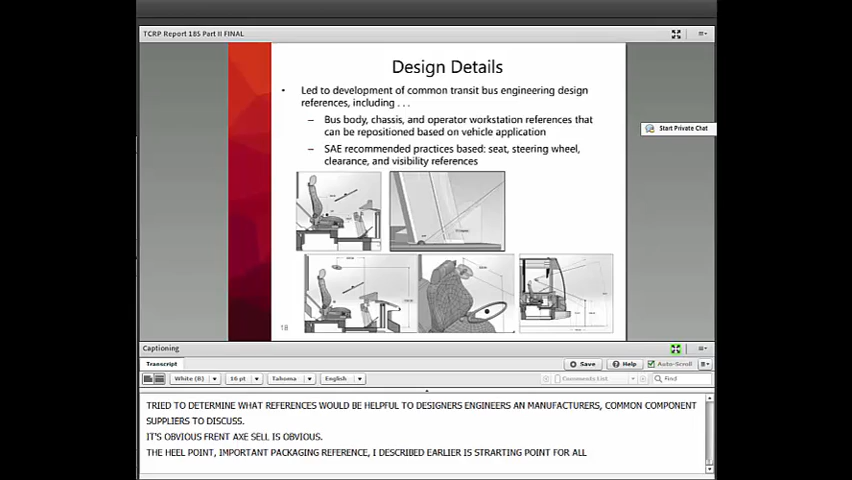 TCRP Report 185 Part II FINAL
Design Details
• Led to development of common transit bus engineering design
references, including . . .
– Bus body, chassis, and operator workstation references that
can be repositioned based on vehicle application
– SAE recommended practices based: seat, steering wheel,
clearance, and visibility references
18
Start Private Chat
Captioning
Transcript
Save
Help
Auto-Scroll
White (B)
16 pt
Tahoma
English
Comments List
Find
TRIED TO DETERMINE WHAT REFERENCES WOULD BE HELPFUL TO DESIGNERS ENGINEERS AN MANUFACTURERS, COMMON COMPONENT
SUPPLIERS TO DISCUSS.
IT'S OBVIOUS FRENT AXE SELL IS OBVIOUS.
THE HEEL POINT, IMPORTANT PACKAGING REFERENCE, I DESCRIBED EARLIER IS STRARTING POINT FOR ALL